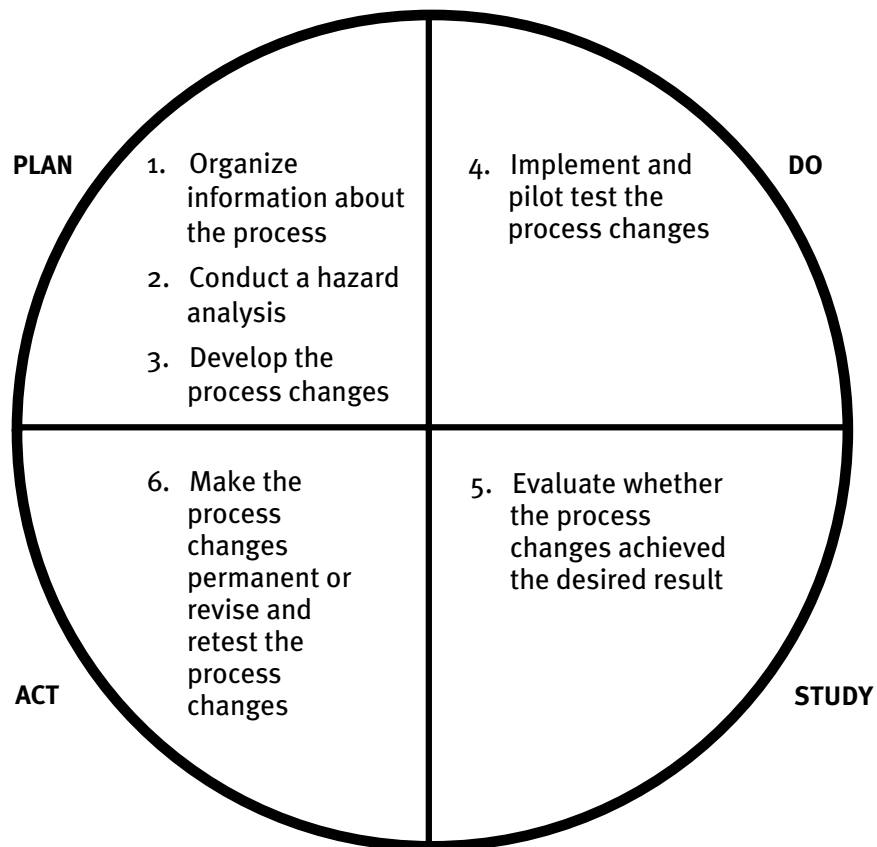 PLAN
1. Organize
information about
the process
2. Conduct a hazard
analysis
3. Develop the
process changes
DO
4. Implement and
pilot test the
process changes
STUDY
5. Evaluate whether
the process
changes achieved
the desired result
ACT
6. Make the
process
changes
permanent or
revise and
retest the
process
changes